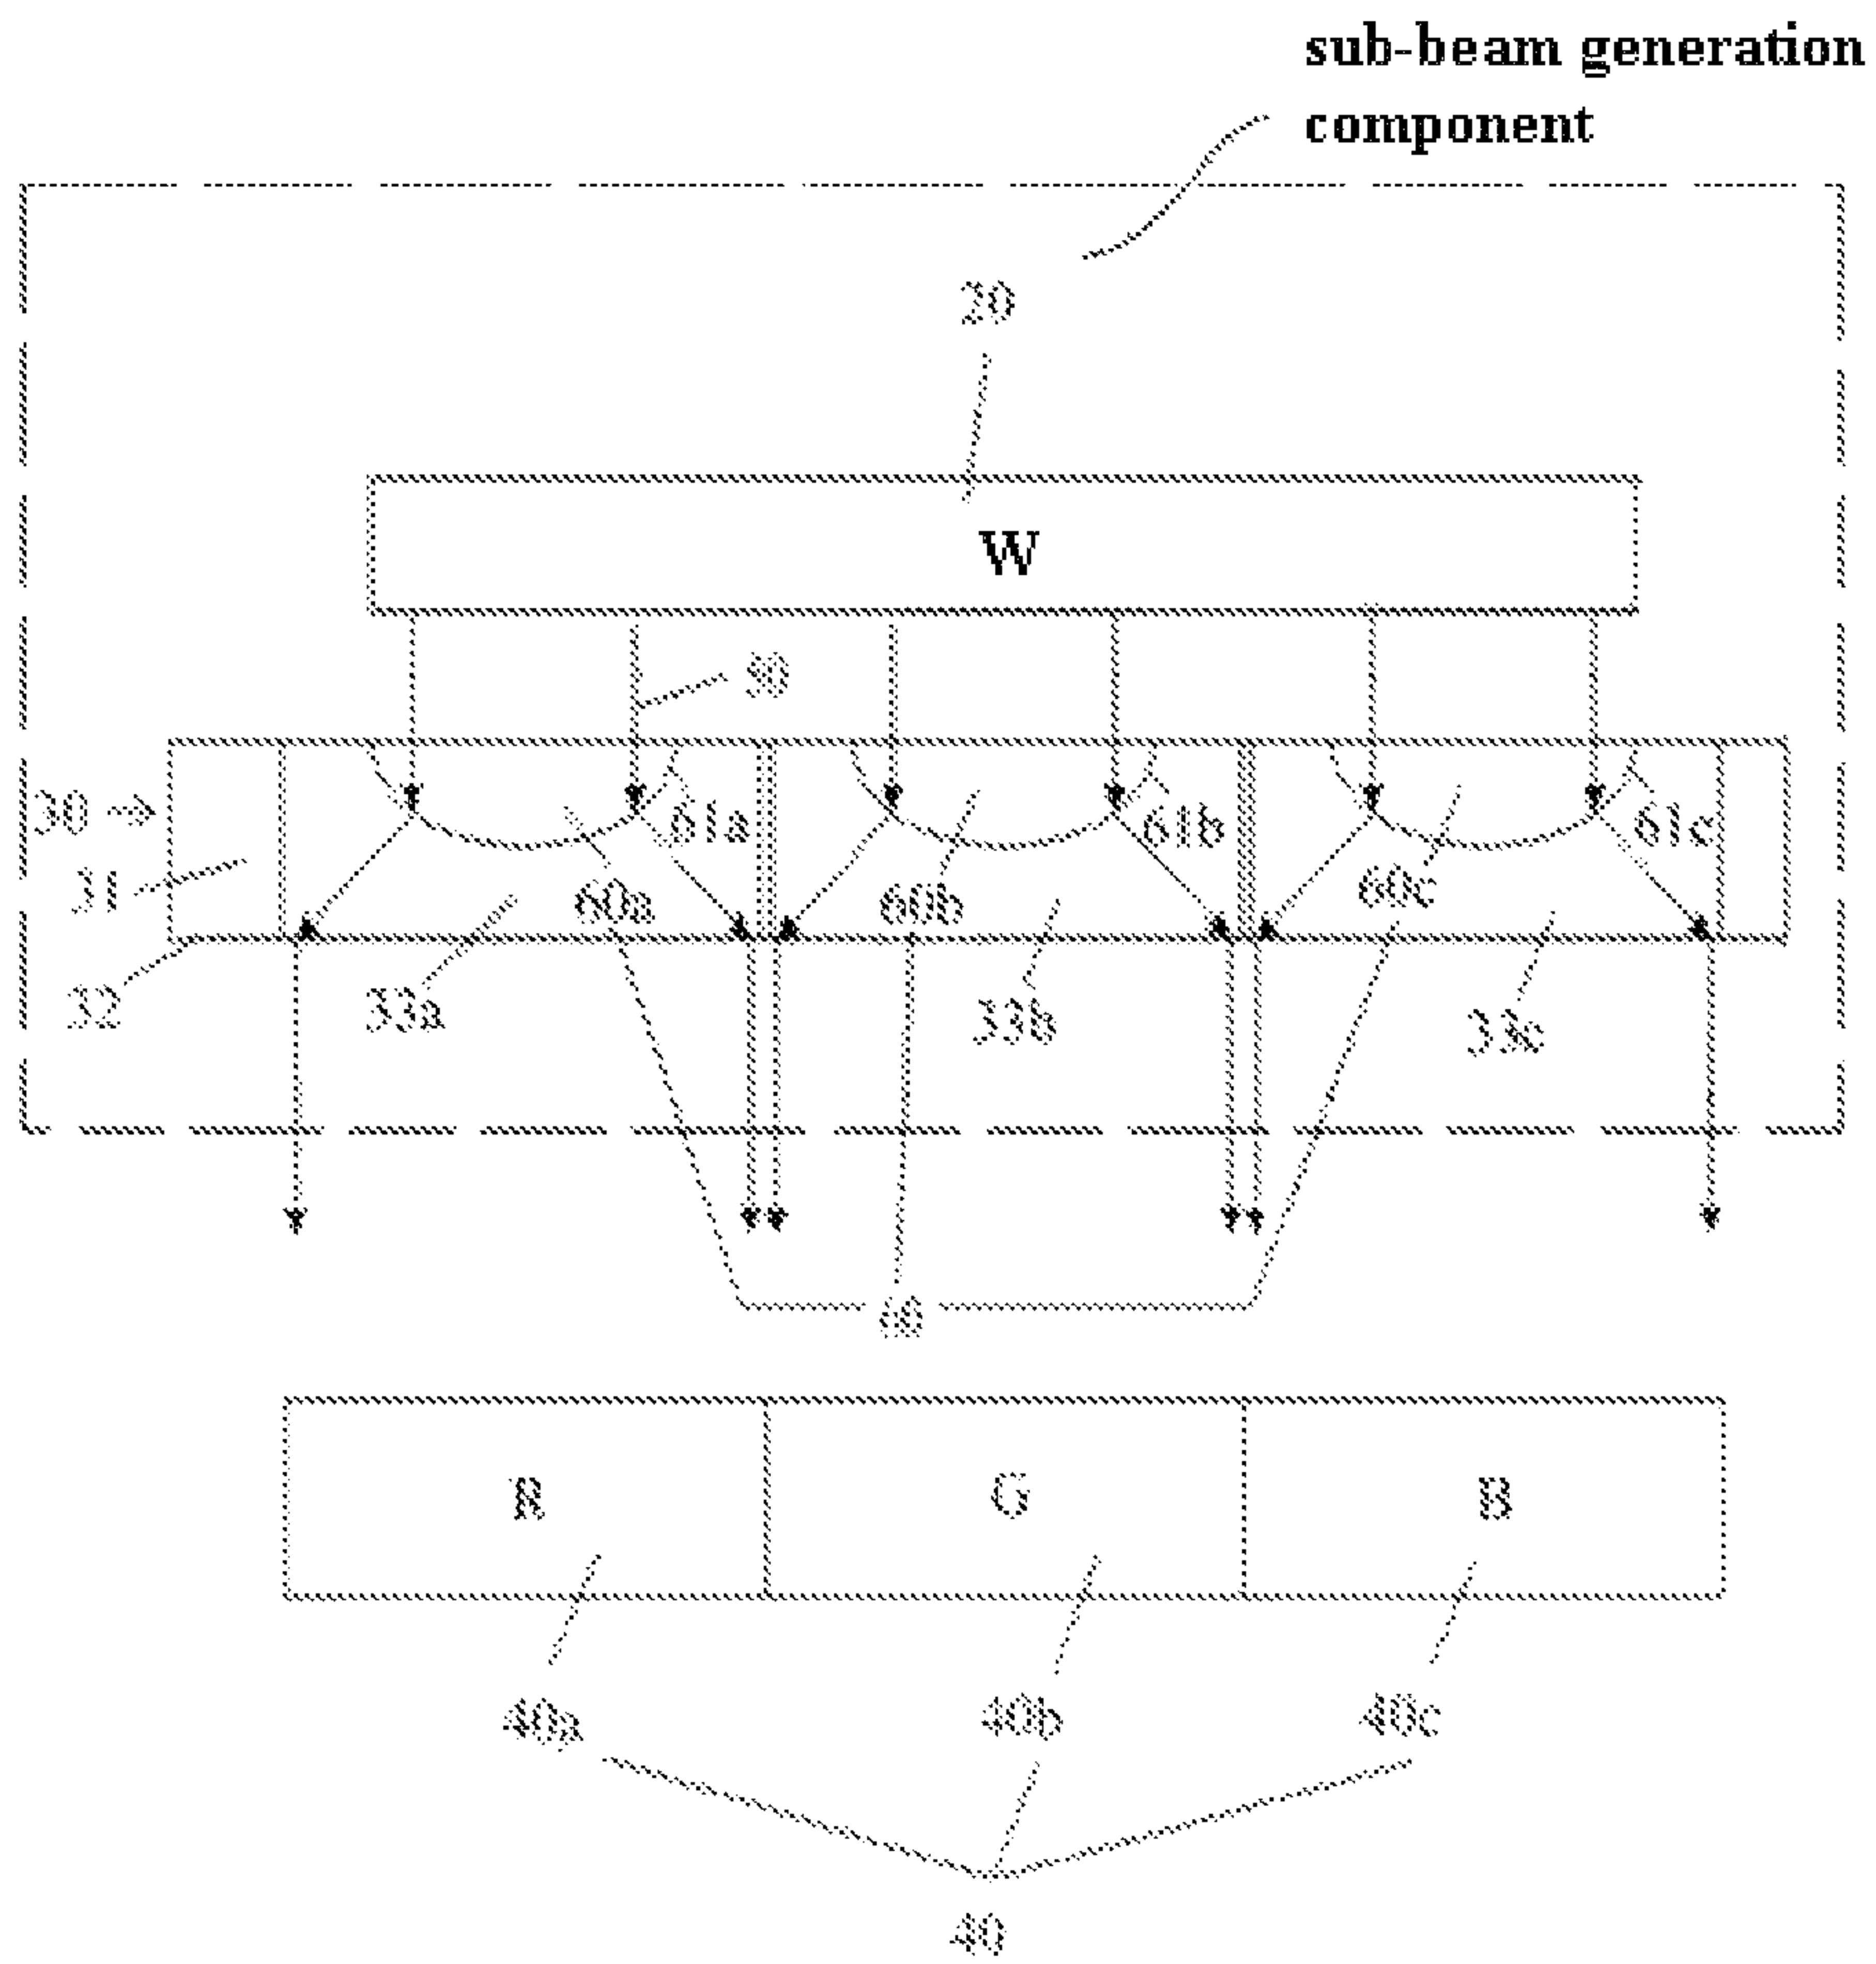 sub-beam generation
component
20
W
50
30
61a
61b
61c
31
60a
60b
60c
32
33a
33b
33c
60
R
G
B
40a
40b
40c
40